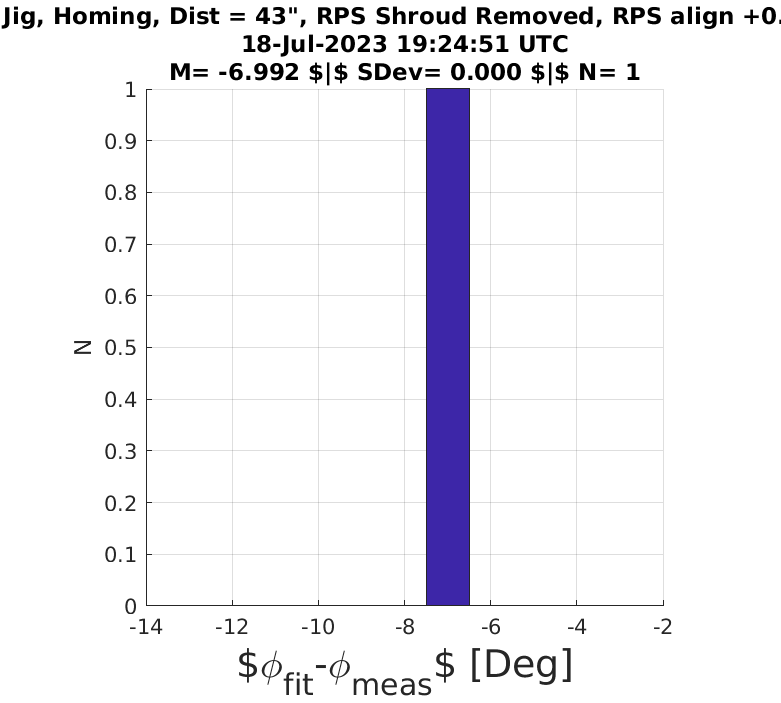 Jig, Homing, Dist = 43", RPS Shroud Removed, RPS align +0.
18-Jul-2023 19:24:51 UTC
M= -6.992 $|$ SDev= 0.000 $|$ N= 1
1
0.9
0.8
0.7
0.6
0.5
0.4
0.3
0.2
0.1
0
N
-14 -12 -10 -8 -6 -4 -2
$ϕfit-ϕmeas$ [Deg]